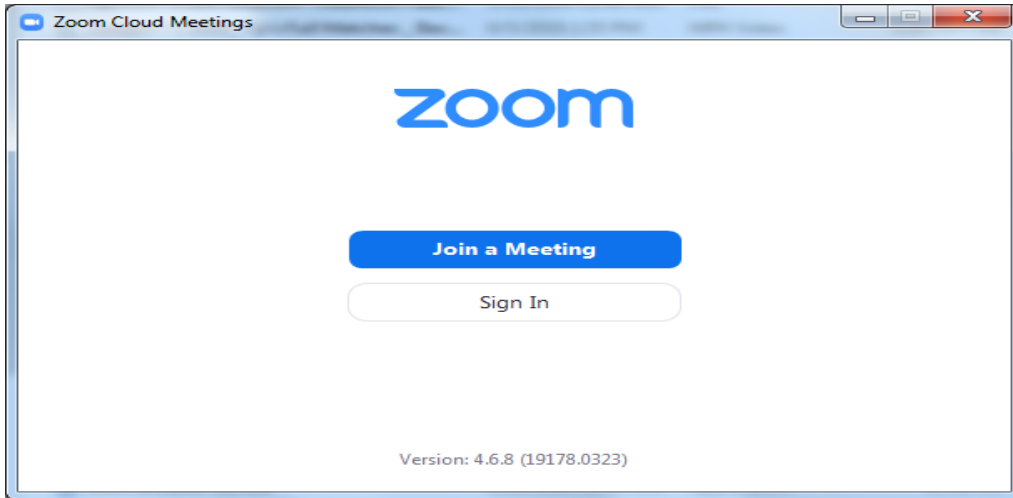 Zoom Cloud Meetings
zoom
Join a Meeting
Sign In
Version: 4.6.8 (19178.0323)